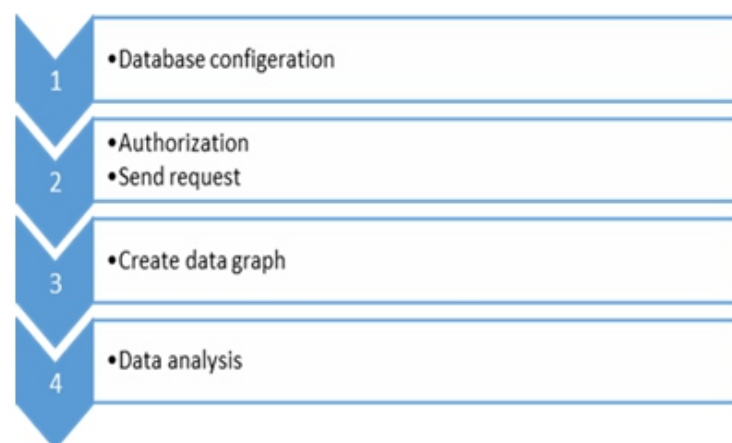 1
•Database configeration
2
•Authorization
•Send request
3
•Create data graph
4
•Data analysis